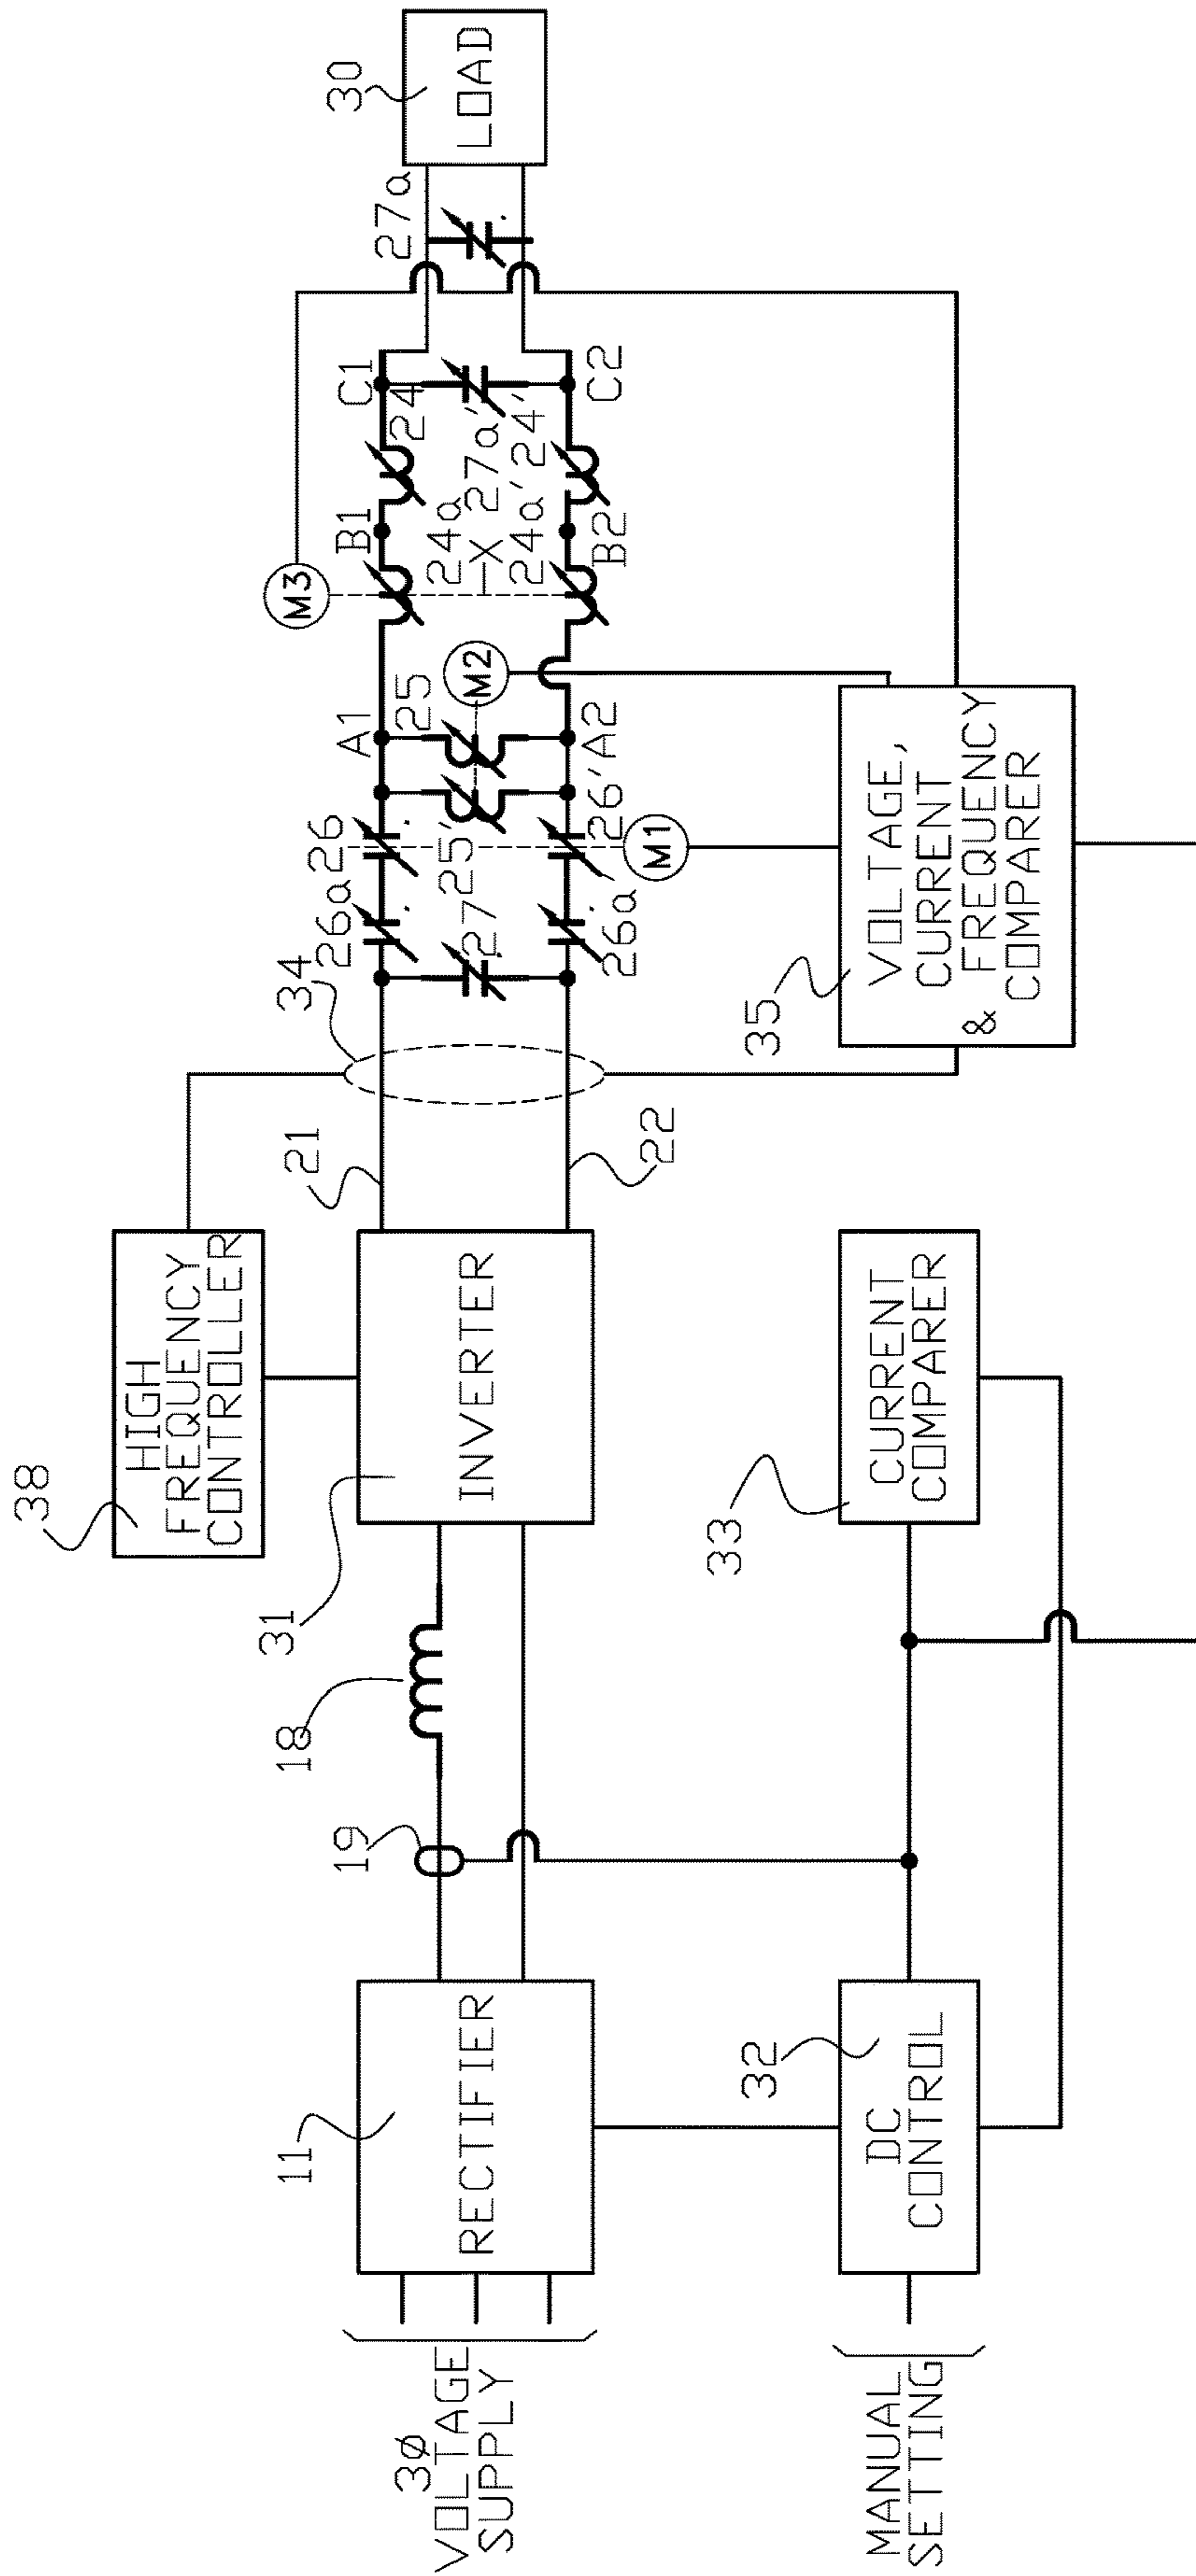 38
HIGH
FREQUENCY
CONTROLLER
3Ø
VOLTAGE
SUPPLY
11
RECTIFIER
19
18
31
INVERTER
21
22
34
26a
26
27
25'
26a'
26'
M1
A1
25
A2
M2
M3
24a
X
24a'
B1
B2
24
24'
27a'
C1
C2
27a
30
LOAD
MANUAL
SETTING
32
DC
CONTROL
33
CURRENT
COMPARER
35
VOLTAGE,
CURRENT
& FREQUENCY
COMPARER